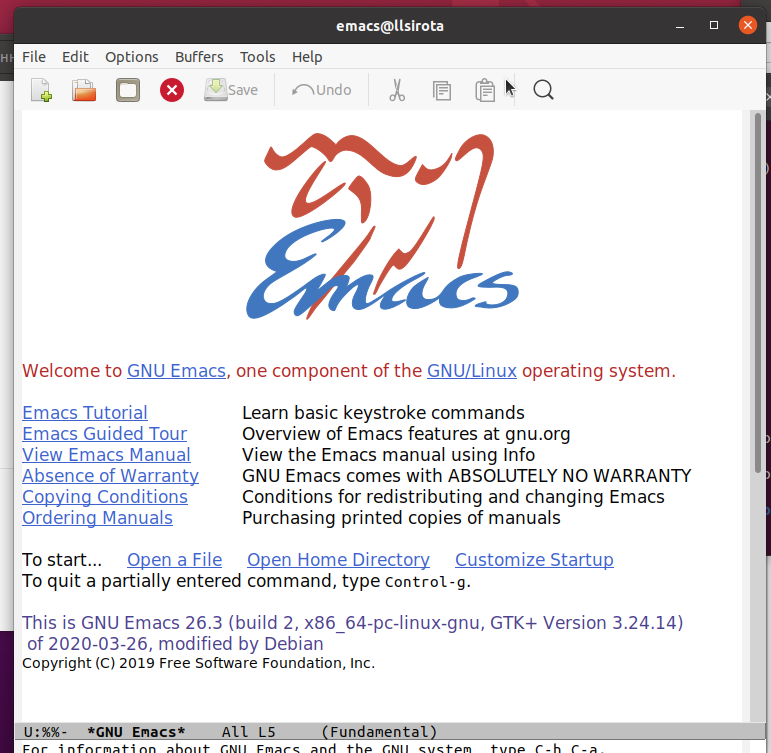 emacs@llsirota
File Edit Options Buffers Tools Help
Save Undo
Emacs
Welcome to GNU Emacs, one component of the GNU/Linux operating system.
Emacs Tutorial Learn basic keystroke commands
Emacs Guided Tour Overview of Emacs features at gnu.org
View Emacs Manual View the Emacs manual using Info
Absence of Warranty GNU Emacs comes with ABSOLUTELY NO WARRANTY
Copying Conditions Conditions for redistributing and changing Emacs
Ordering Manuals Purchasing printed copies of manuals
To start... Open a File Open Home Directory Customize Startup
To quit a partially entered command, type Control-g.
This is GNU Emacs 26.3 (build 2, x86_64-pc-linux-gnu, GTK+ Version 3.24.14)
of 2020-03-26, modified by Debian
Copyright (C) 2019 Free Software Foundation, Inc.
U:%%- *GNU Emacs* All L5 (Fundamental)
For information about GNU Emacs and the GNU system, type C-h C-a.